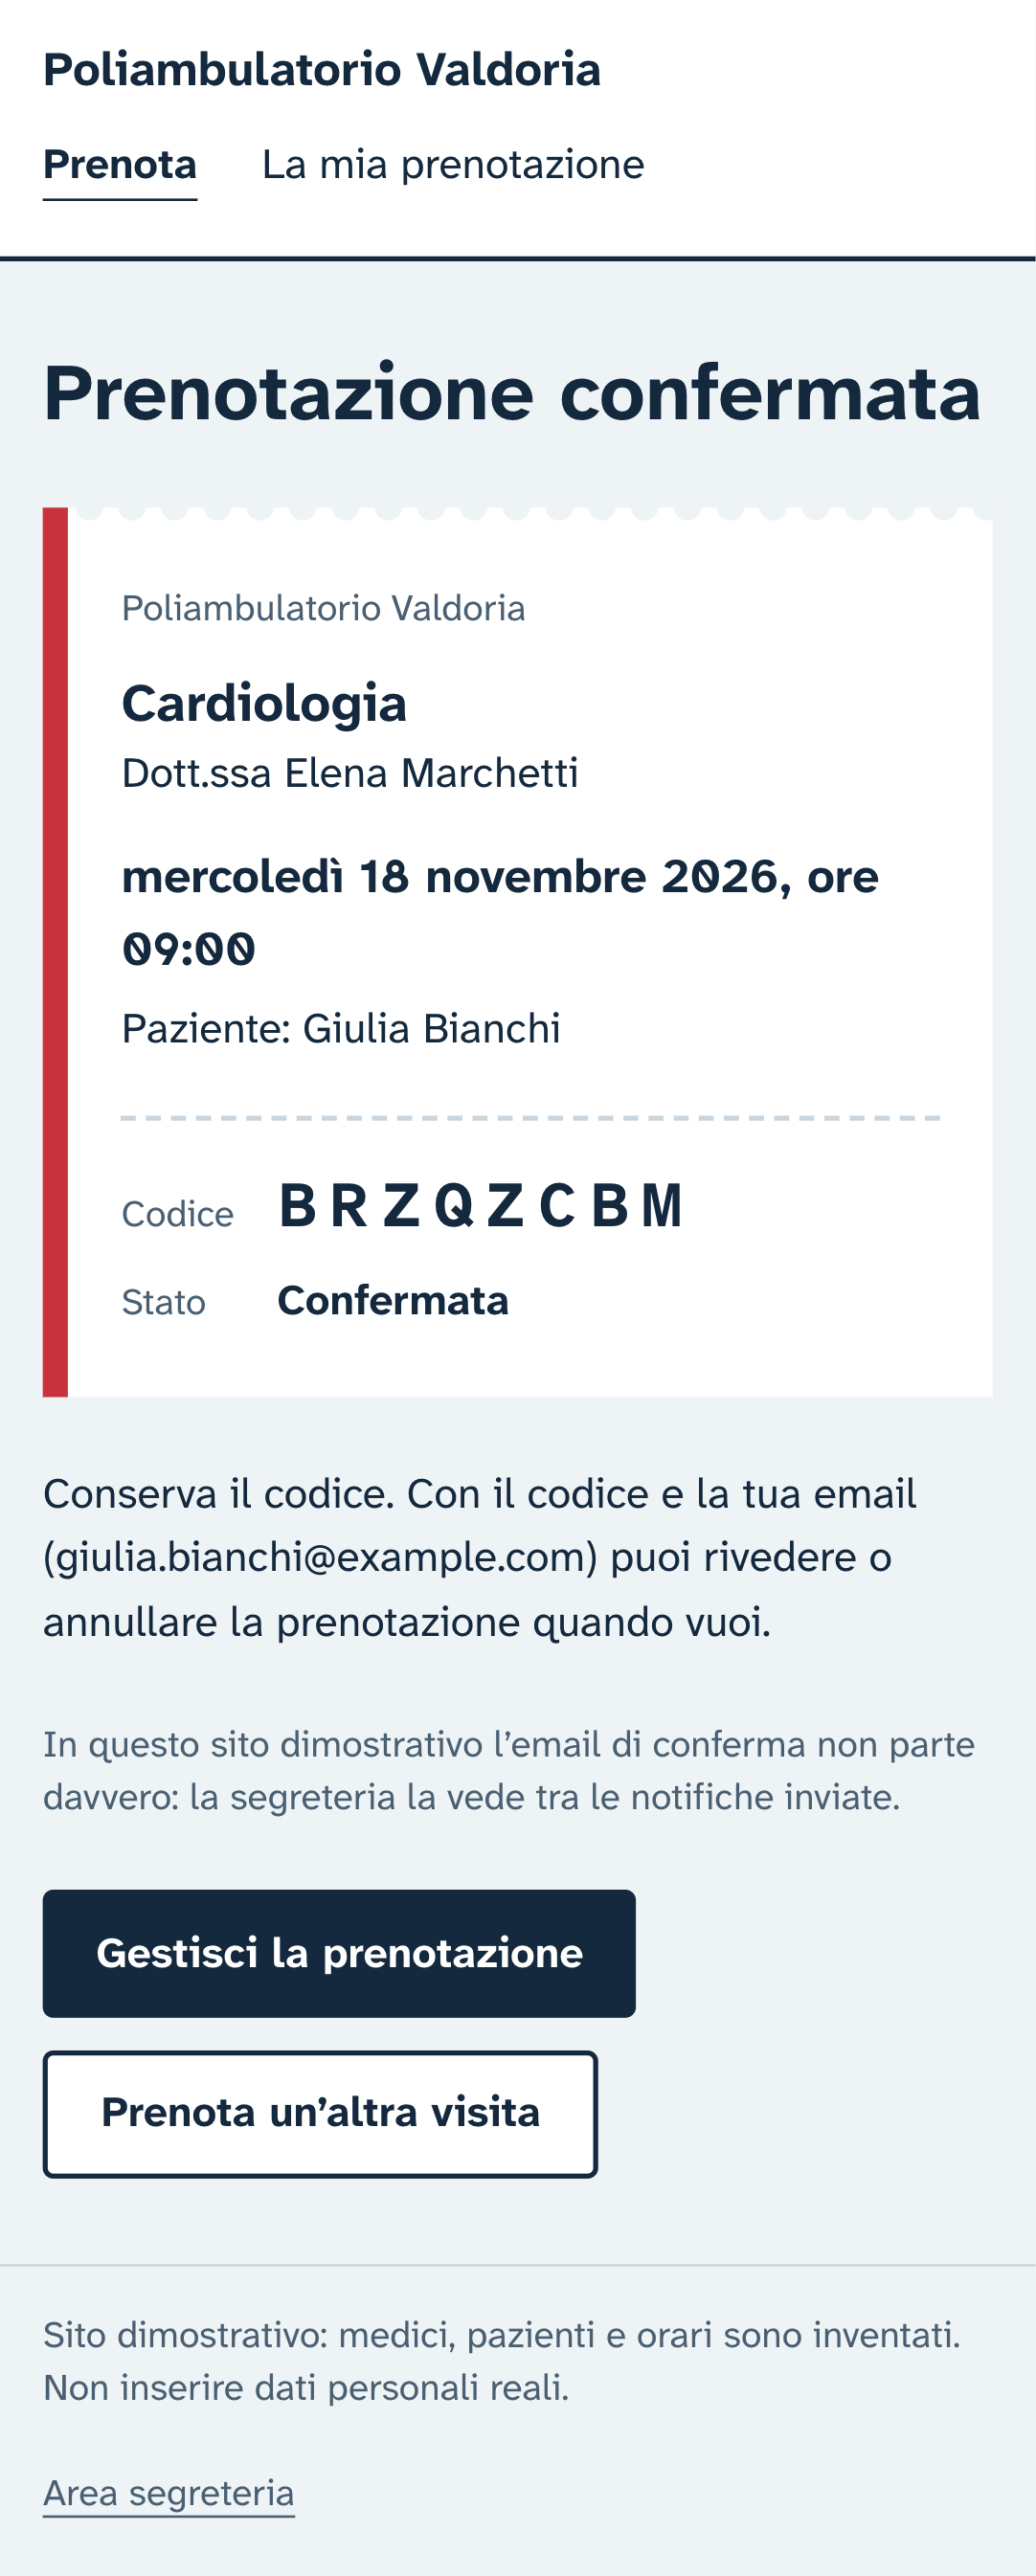 Poliambulatorio Valdoria
Prenota La mia prenotazione
Prenotazione confermata
Poliambulatorio Valdoria
Cardiologia
Dott.ssa Elena Marchetti
mercoledì 18 novembre 2026, ore
09:00
Paziente: Giulia Bianchi
Codice BRZQZCBM
Stato Confermata
Conserva il codice. Con il codice e la tua email
(giulia.bianchi@example.com) puoi rivedere o
annullare la prenotazione quando vuoi.
In questo sito dimostrativo l’email di conferma non parte
davvero: la segreteria la vede tra le notifiche inviate.
Gestisci la prenotazione
Prenota un’altra visita
Sito dimostrativo: medici, pazienti e orari sono inventati.
Non inserire dati personali reali.
Area segreteria